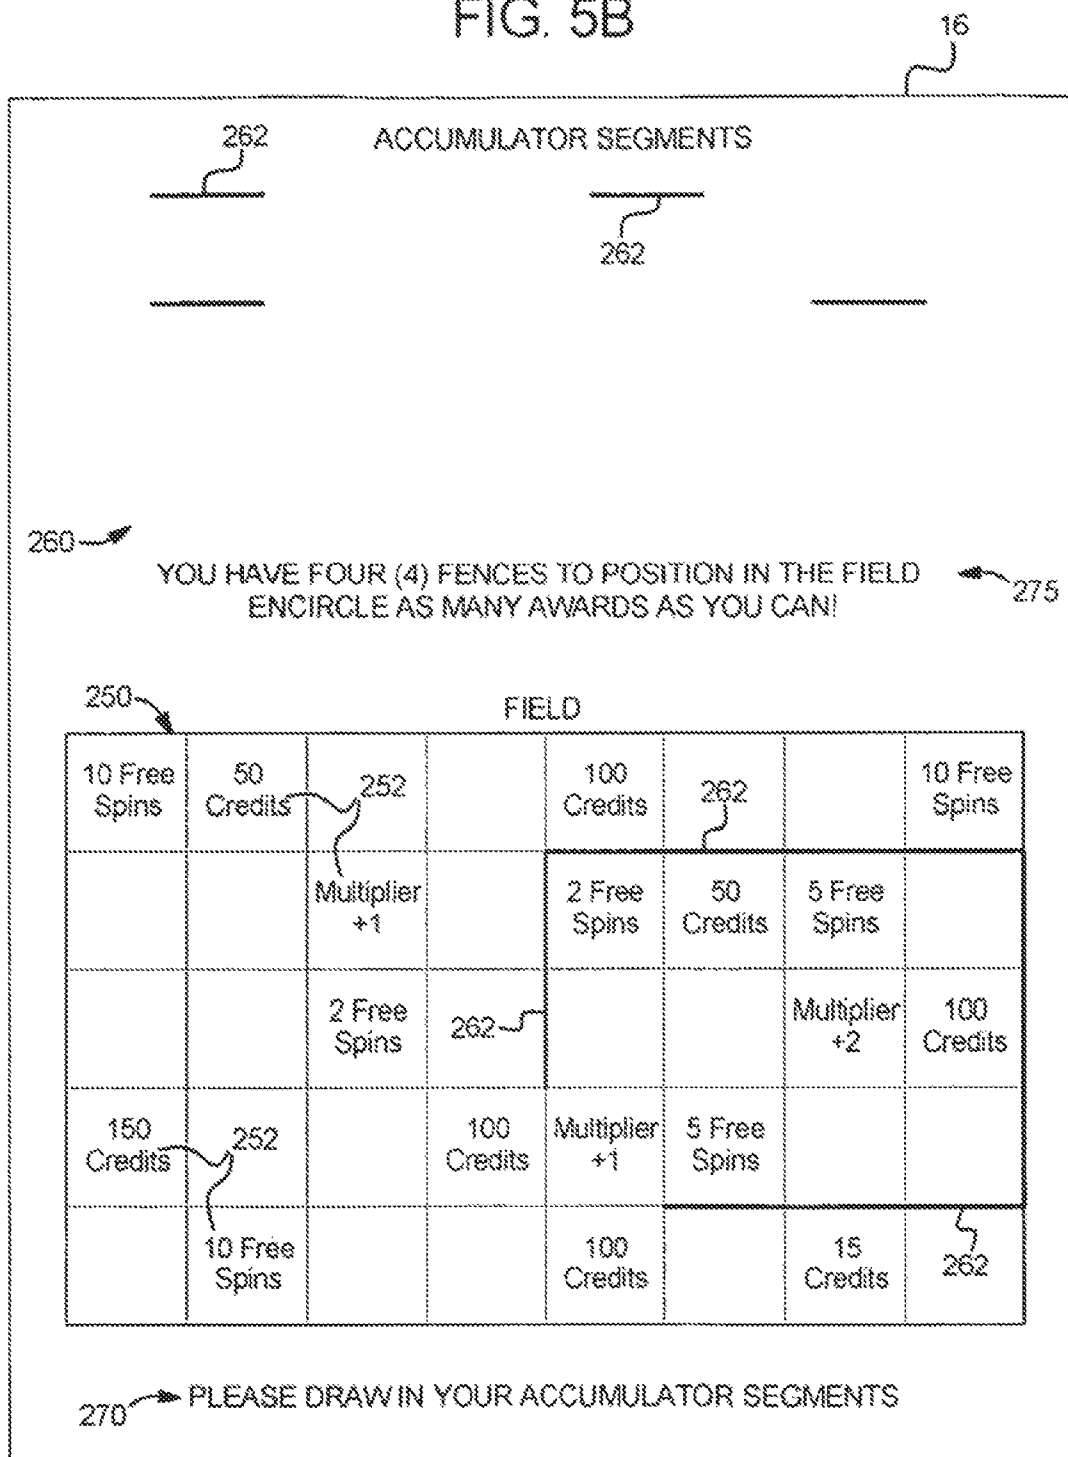 FIG. 5B
16
262
ACCUMULATOR SEGMENTS
262
260
YOU HAVE FOUR (4) FENCES TO POSITION IN THE FIELD
275
ENCIRCLE AS MANY AWARDS AS YOU CAN!
250
FIELD
10 Free
Spins
50
Credits
252
100
Credits
262
10 Free
Spins
Multiplier
+1
2 Free
Spins
50
Credits
5 Free
Spins
2 Free
Spins
262
Multiplier
+2
100
Credits
150
Credits
252
100
Credits
Multiplier
+1
5 Free
Spins
10 Free
Spins
100
Credits
15
Credits
262
270
PLEASE DRAW IN YOUR ACCUMULATOR SEGMENTS